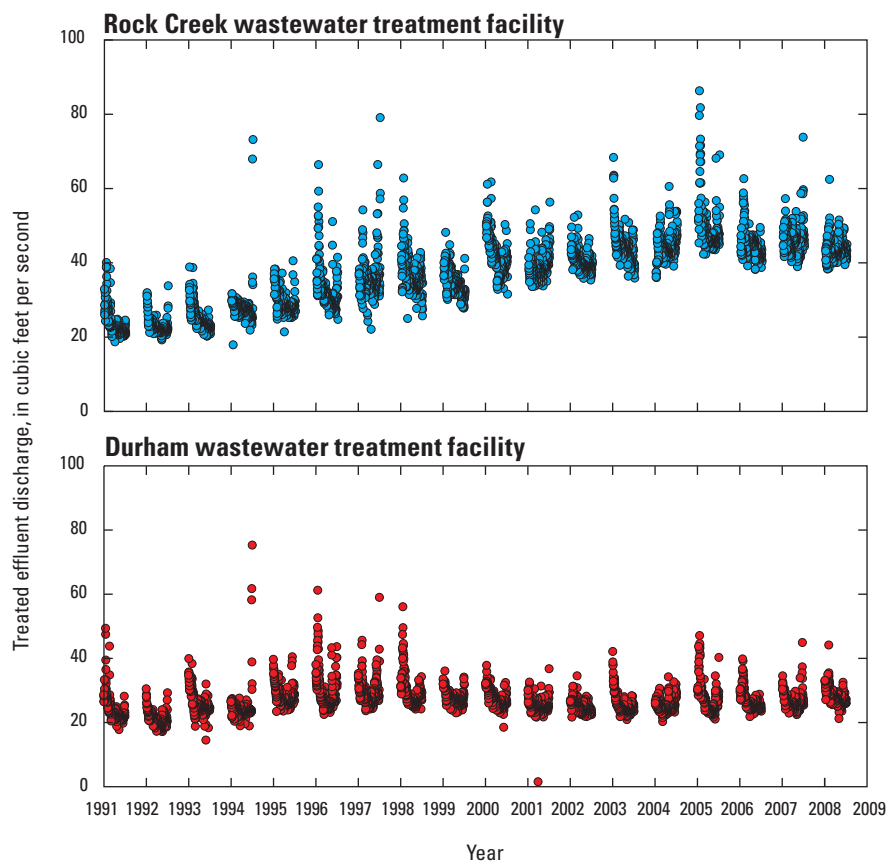 Rock Creek wastewater treatment facility
100
80
60
40
20
0
Durham wastewater treatment facility
100
80
60
40
20
0
1991 1992 1993 1994 1995 1996 1997 1998 1999 2000 2001 2002 2003 2004 2005 2006 2007 2008 2009
Year
Treated effluent discharge, in cubic feet per second